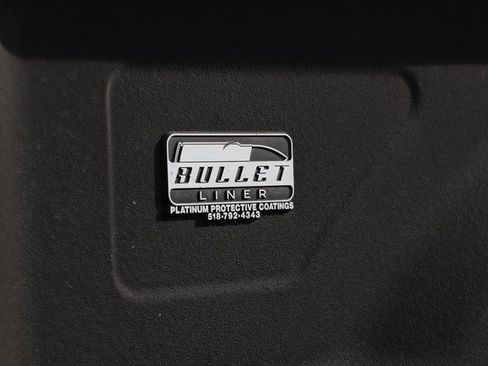 BULLET
LINER
PLATINUM PROTECTIVE COATINGS
518-792-4343